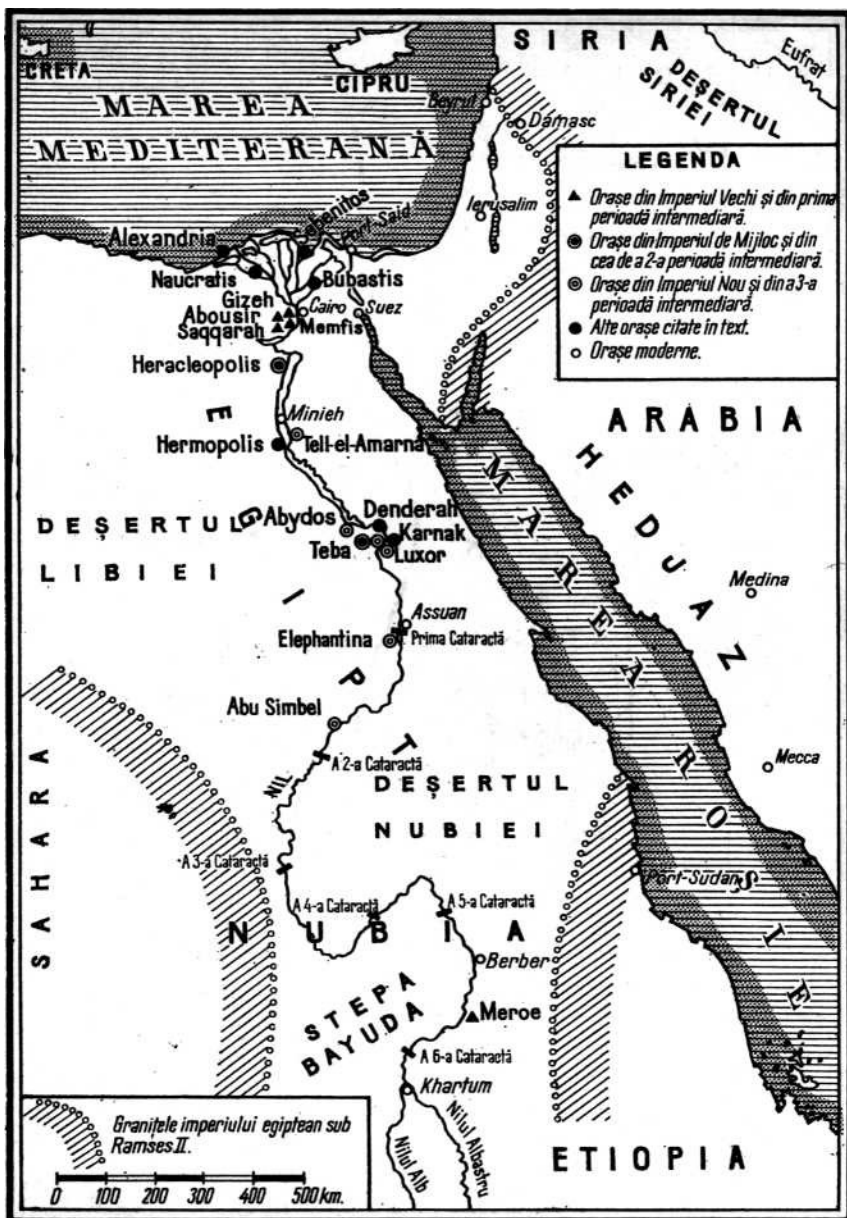 SIRIA
Eufrat
CRETA
CIPRU
DEȘERTUL
SIRIEI
MAREA
MEDITERANĂ
Beyrut
Damasc
LEGENDA
Orașe din Imperiul Vechi și din prima
perioadă intermediară.
Orașe din Imperiul de Mijloc și din
cea de a 2-a perioadă intermediară.
Orașe din Imperiul Nou și din a 3-a
perioadă intermediară.
Alte orașe citate în text.
Orașe moderne.
Ierusalim
Sebenitos
Port-Said
Alexandria
Naucratis
Bubastis
Gizeh
Cairo
Suez
Abousir
Saqqarah
Memfis
Heracleopolis
Minieh
Hermopolis
Tell-el-Amarna
EGIPT
ARABIA
HEDJAZ
MAREA ROȘIE
DEȘERTUL
LIBIEI
Abydos
Denderah
Karnak
Teba
Luxor
Medina
Assuan
Elephantina
Prima Cataractă
Abu Simbel
A 2-a Cataractă
NIL
Mecca
DEȘERTUL
NUBIEI
SAHARA
A 3-a Cataractă
A 4-a Cataractă
A 5-a Cataractă
Port-Sudan
NUBIA
Berber
STEPA
BAYUDA
Meroe
A 6-a Cataractă
Khartum
Nilul Alb
Nilul Albastru
ETIOPIA
Granițele imperiului egiptean sub
Ramses II.
0 100 200 300 400 500 km.